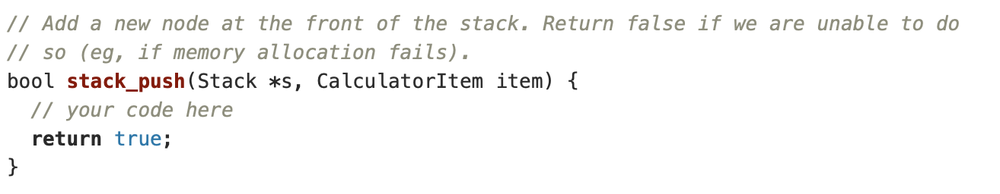 // Add a new node at the front of the stack. Return false if we are unable to do
// so (eg, if memory allocation fails).
bool stack_push(Stack *s, CalculatorItem item) {
  // your code here
  return true;
}